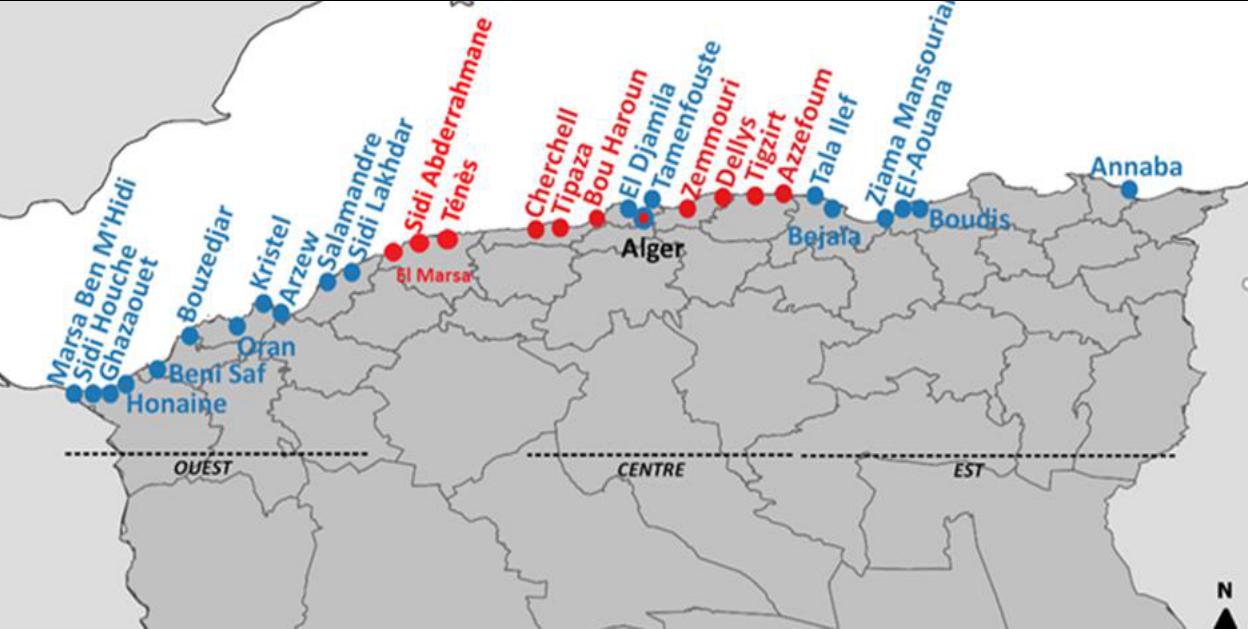 Marsa Ben M'Hidi
Sidi Houche
Ghazaouet
Honaine
Beni Saf
Bouzedjar
Oran
Kristel
Arzew
Salamandre
Sidi Lakhdar
El Marsa
Sidi Abderrahmane
Ténès
Cherchell
Tipaza
Bou Haroun
El Djamila
Alger
Tamenfouste
Zemmouri
Dellys
Tigzirt
Azzefoum
Tala Ilef
Bejaïa
Ziama Mansouria
El-Aouana
Boudis
Annaba
OUEST
CENTRE
EST
N